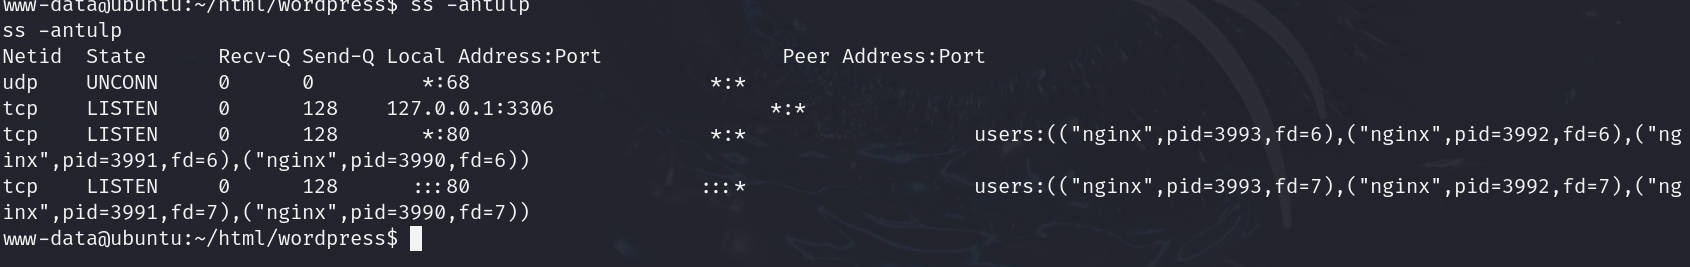 www-data@ubuntu:~/html/wordpress$ ss -antulp
ss -antulp
Netid  State      Recv-Q Send-Q Local Address:Port               Peer Address:Port
udp    UNCONN     0      0         *:68                    *:*
tcp    LISTEN     0      128    127.0.0.1:3306                  *:*
tcp    LISTEN     0      128       *:80                    *:*                   users:(("nginx",pid=3993,fd=6),("nginx",pid=3992,fd=6),("ng
inx",pid=3991,fd=6),("nginx",pid=3990,fd=6))
tcp    LISTEN     0      128      :::80                   :::*                   users:(("nginx",pid=3993,fd=7),("nginx",pid=3992,fd=7),("ng
inx",pid=3991,fd=7),("nginx",pid=3990,fd=7))
www-data@ubuntu:~/html/wordpress$